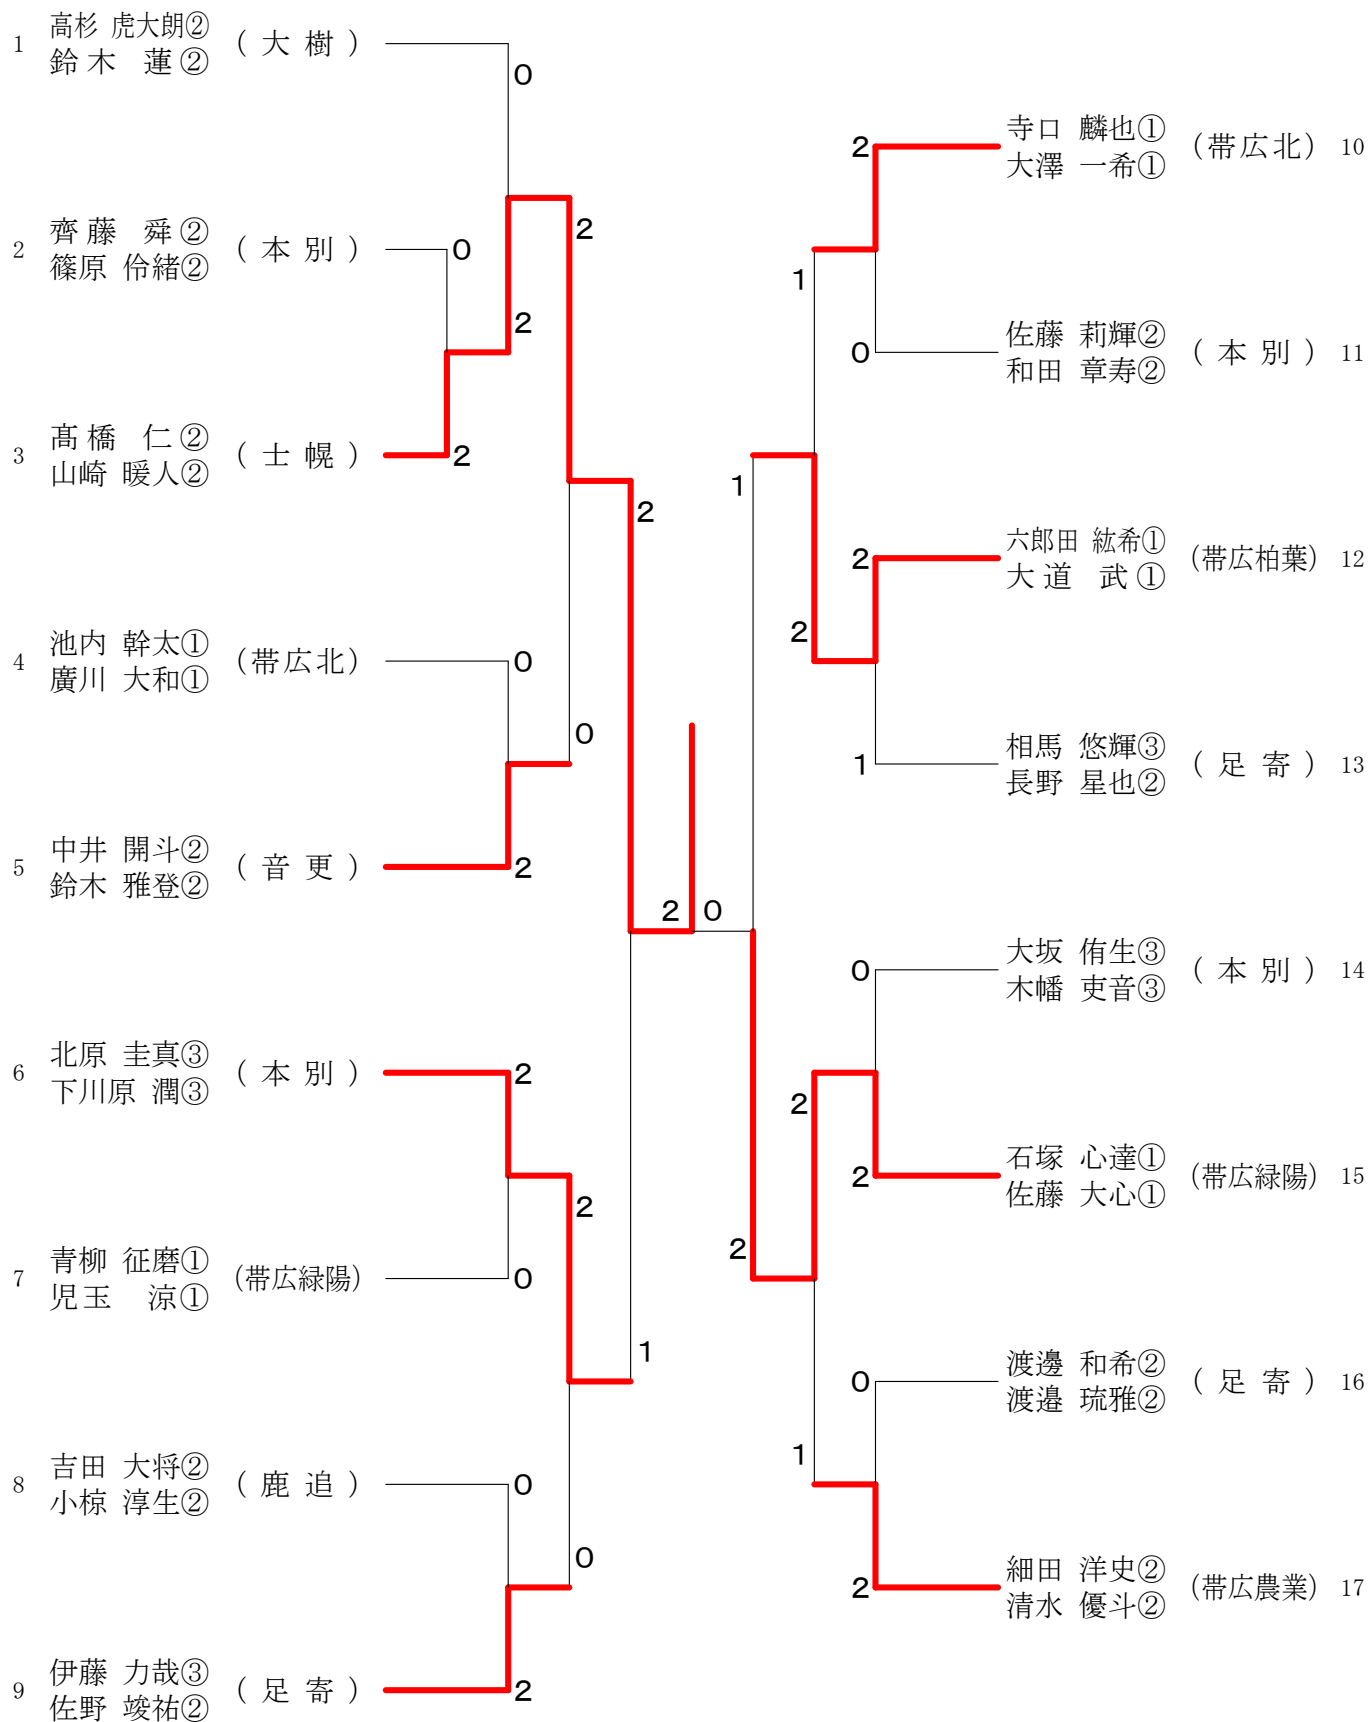 1 高杉 虎大朗② (大樹)
鈴木 蓮②
0
2 齊藤 舜② (本別)
篠原 伶緒②
0
2
2
3 髙橋 仁② (士幌)
山崎 暖人②
2
2
4 池内 幹太① (帯広北)
廣川 大和①
0
0
5 中井 開斗② (音更)
鈴木 雅登②
2
2 0
6 北原 圭真③ (本別)
下川原 潤③
2
2
7 青柳 征磨① (帯広緑陽)
児玉 涼①
0
1
8 吉田 大将② (鹿追)
小椋 淳生②
0
0
9 伊藤 力哉③ (足寄)
佐野 竣祐②
2
寺口 麟也① (帯広北) 10
大澤 一希①
2
1
佐藤 莉輝② (本別) 11
和田 章寿②
0
1
六郎田 紘希① (帯広柏葉) 12
大道 武①
2
2
相馬 悠輝③ (足寄) 13
長野 星也②
1
大坂 侑生③ (本別) 14
木幡 吏音③
0
2
石塚 心達① (帯広緑陽) 15
佐藤 大心①
2
2
渡邊 和希② (足寄) 16
渡邉 琉雅②
0
1
細田 洋史② (帯広農業) 17
清水 優斗②
2